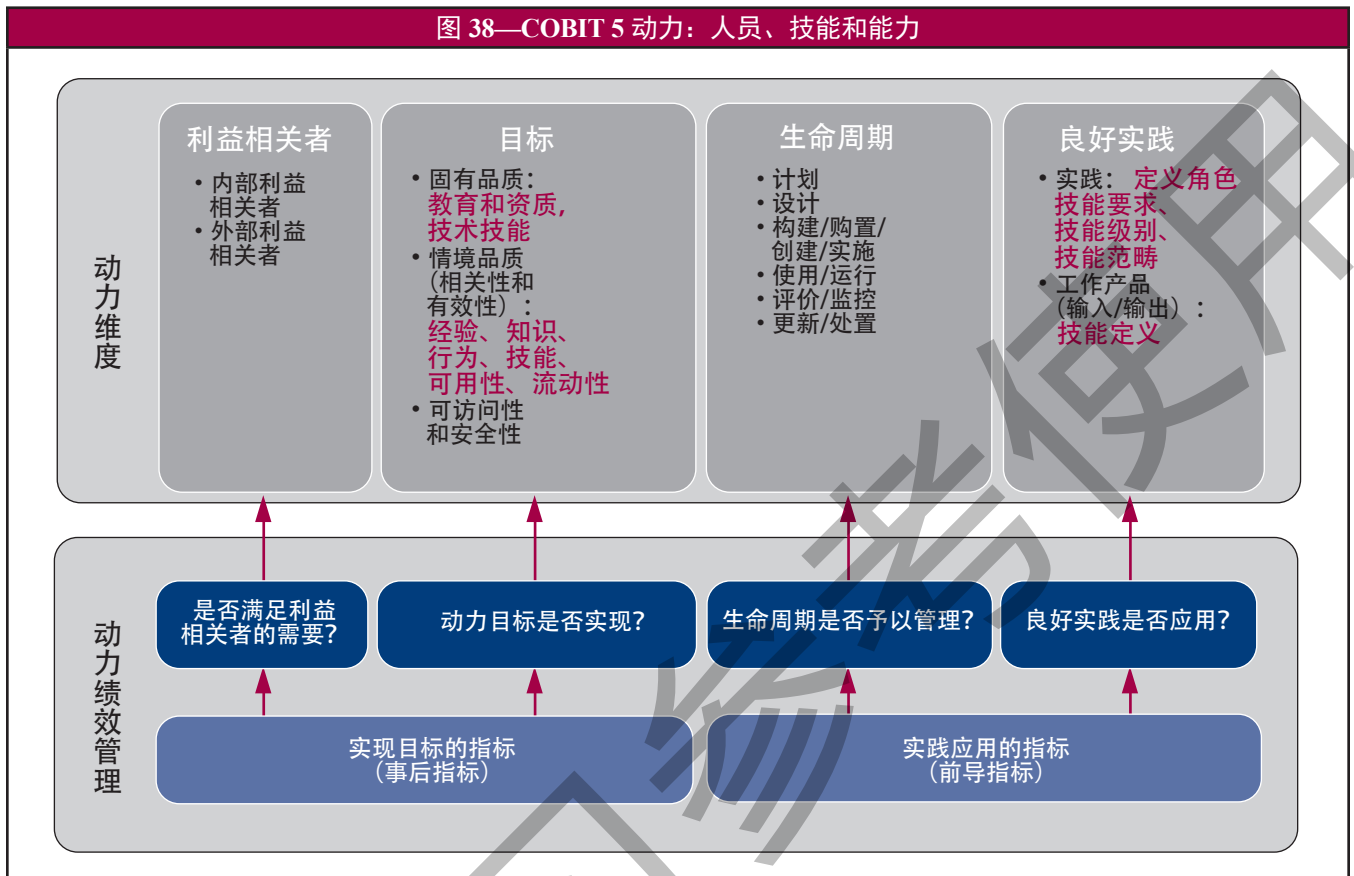 图 38—COBIT 5 动力：人员、技能和能力
动力维度
利益相关者
• 内部利益
相关者
• 外部利益
相关者
目标
• 固有品质：
教育和资质，
技术技能
• 情境品质
（相关性和
有效性）：
经验、知识、
行为、技能、
可用性、流动性
• 可访问性
和安全性
生命周期
• 计划
• 设计
• 构建/购置/
创建/实施
• 使用/运行
• 评价/监控
• 更新/处置
良好实践
• 实践：定义角色
技能要求、
技能级别、
技能范畴
• 工作产品
（输入/输出）：
技能定义
动力绩效管理
是否满足利益
相关者的需要？
动力目标是否实现？
生命周期是否予以管理？
良好实践是否应用？
实现目标的指标
（事后指标）
实践应用的指标
（前导指标）
参考使用